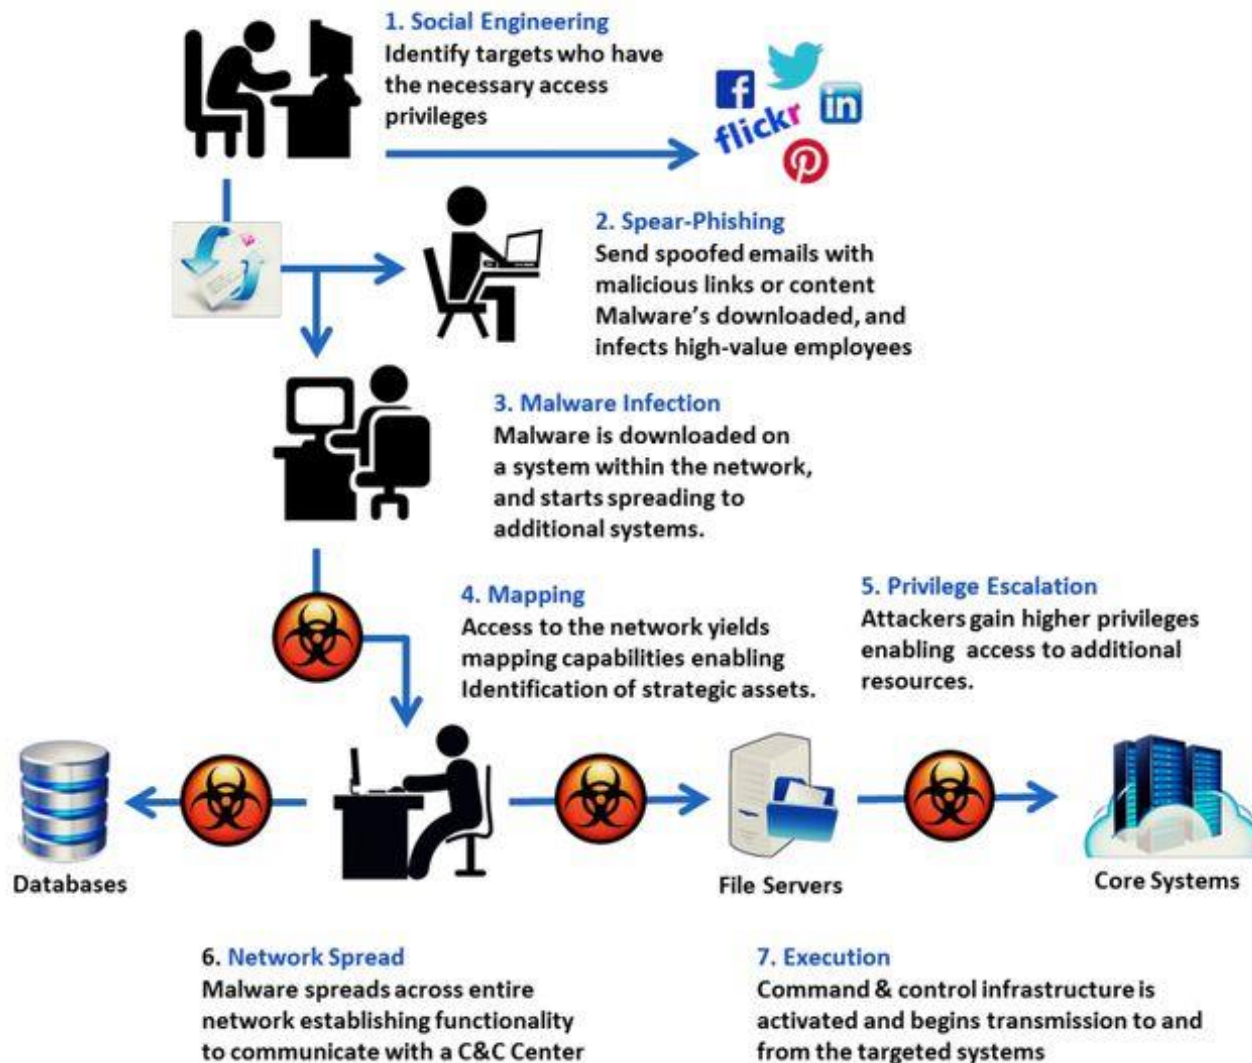 1. Social Engineering
Identify targets who have
the necessary access
privileges
f
in
flickr
2. Spear-Phishing
Send spoofed emails with
malicious links or content
Malware's downloaded, and
infects high-value employees
3. Malware Infection
Malware is downloaded on
a system within the network,
and starts spreading to
additional systems.
4. Mapping
Access to the network yields
mapping capabilities enabling
Identification of strategic assets.
5. Privilege Escalation
Attackers gain higher privileges
enabling access to additional
resources.
Databases
File Servers
Core Systems
6. Network Spread
Malware spreads across entire
network establishing functionality
to communicate with a C&C Center
7. Execution
Command & control infrastructure is
activated and begins transmission to and
from the targeted systems